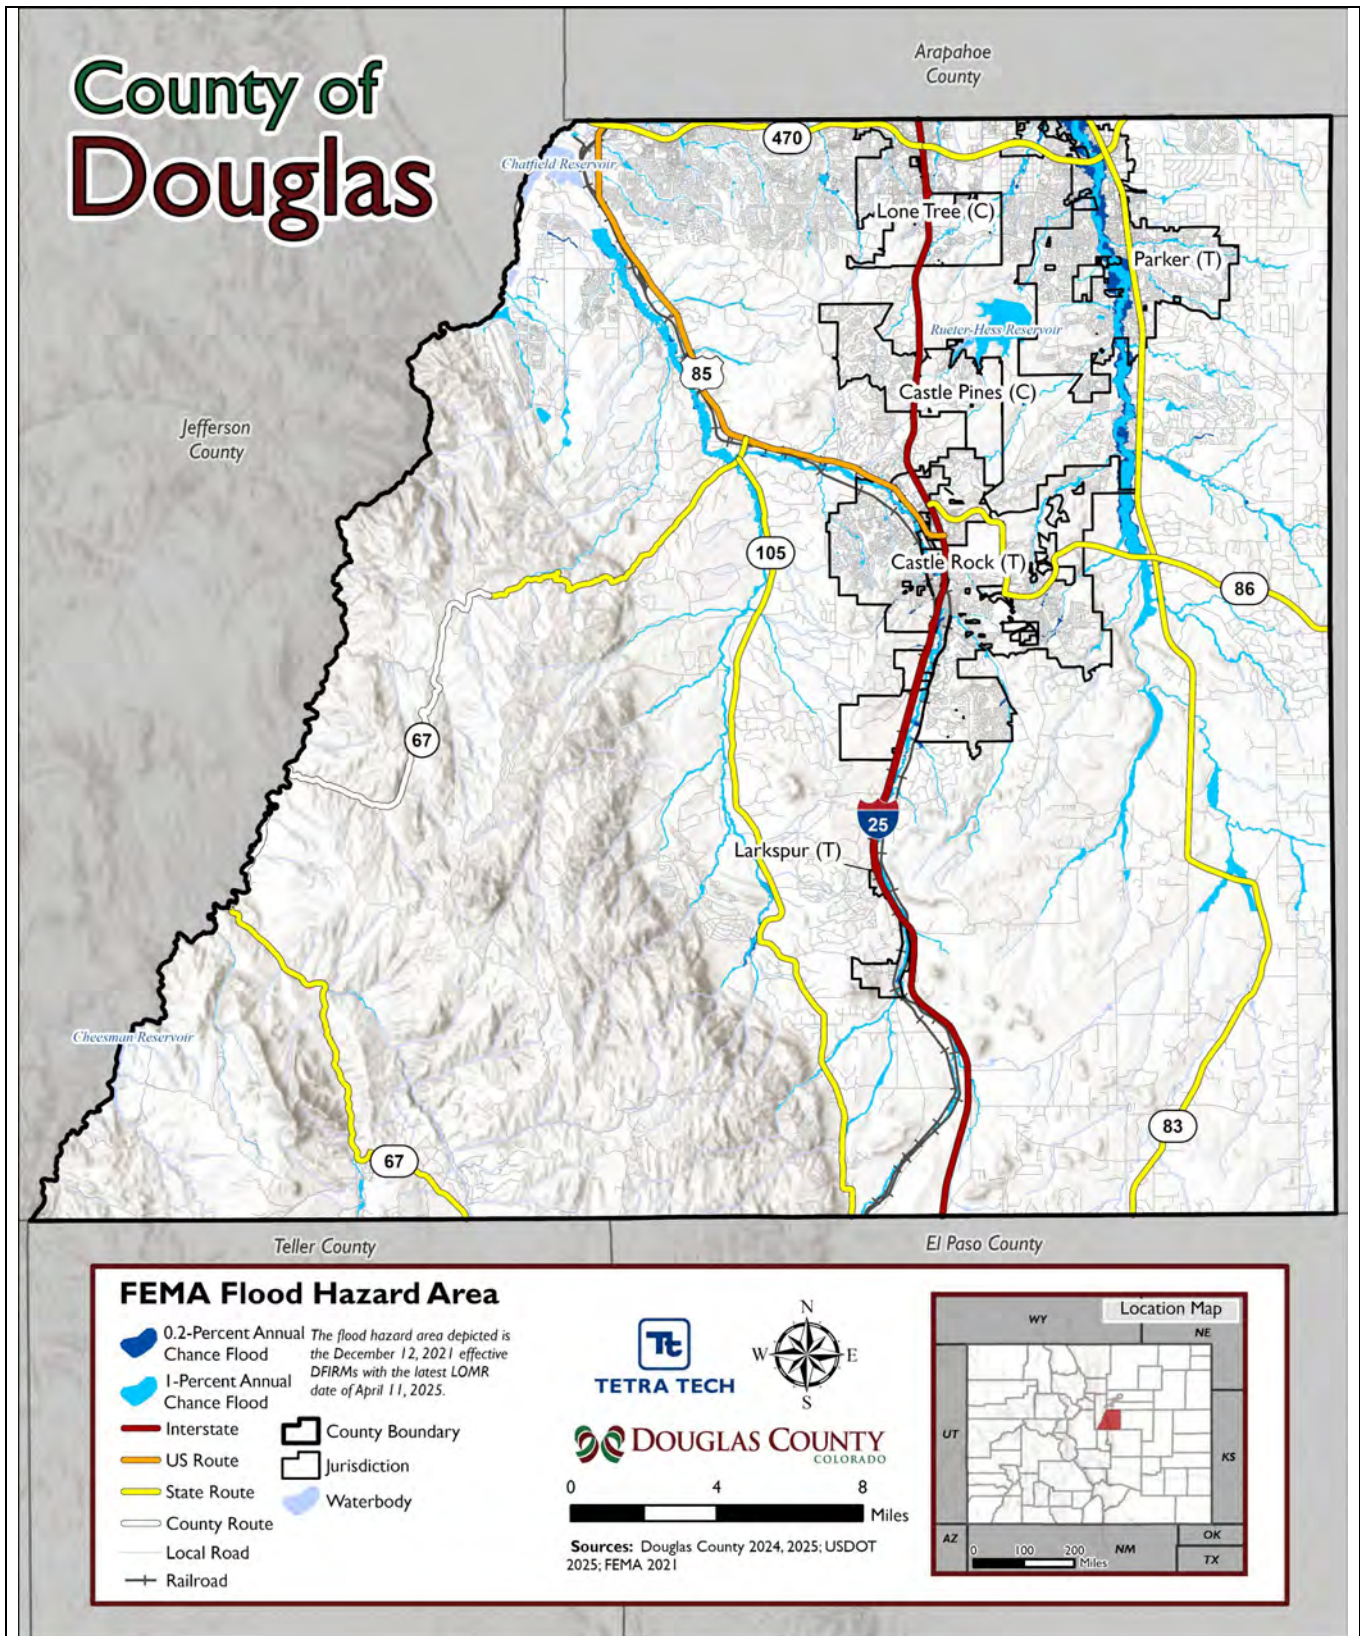 County of
Douglas
Arapahoe
County
470
Chatfield Reservoir
Lone Tree (C)
Parker (T)
Rueter-Hess Reservoir
85
Castle Pines (C)
Jefferson
County
105
Castle Rock (T)
86
67
25
Larkspur (T)
Cheesman Reservoir
83
67
Teller County
El Paso County
FEMA Flood Hazard Area
0.2-Percent Annual
Chance Flood
The flood hazard area depicted is
the December 12, 2021 effective
DFIRMs with the latest LOMR
date of April 11, 2025.
1-Percent Annual
Chance Flood
Interstate
US Route
State Route
County Route
Local Road
Railroad
County Boundary
Jurisdiction
Waterbody
Tt
TETRA TECH
N
W E
S
DOUGLAS COUNTY
COLORADO
0 4 8
Miles
Sources: Douglas County 2024, 2025; USDOT
2025; FEMA 2021
Location Map
WY
NE
UT
KS
AZ
NM
OK
TX
0 100 200
Miles